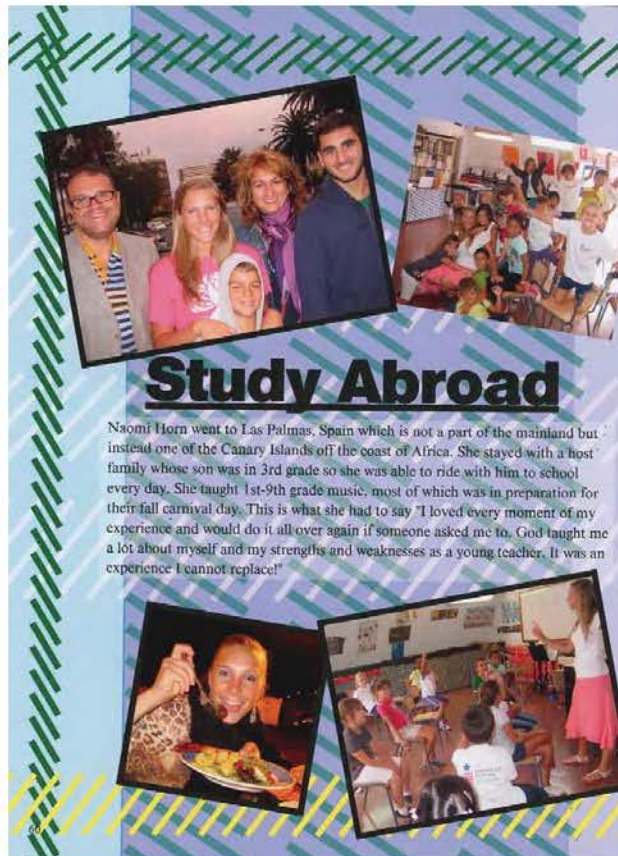 Study Abroad
Naomi Horn went to Las Palmas, Spain which is not a part of the mainland but
instead one of the Canary Islands off the coast of Africa. She stayed with a host
family whose son was in 3rd grade so she was able to ride with him to school
every day. She taught 1st-9th grade music, most of which was in preparation for
their fall carnival day. This is what she had to say "I loved every moment of my
experience and would do it all over again if someone asked me to. God taught me
a lot about myself and my strengths and weaknesses as a young teacher. It was an
experience I cannot replace!"